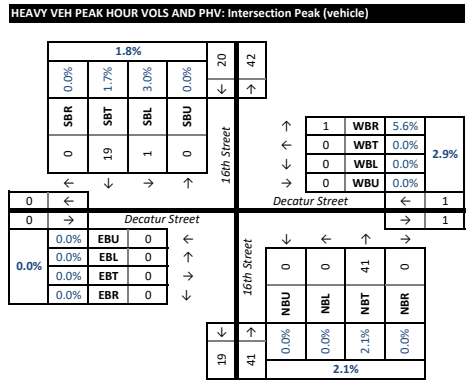 HEAVY VEH PEAK HOUR VOLS AND PHV: Intersection Peak (vehicle)
1.8% 20 42
0.0% 1.7% 3.0% 0.0% ↓ ↑
SBR SBT SBL SBU
0 19 1 0
← ↓ → ↑
16th Street
↑ 1 WBR 5.6%
← 0 WBT 0.0%
↓ 0 WBL 0.0%
→ 0 WBU 0.0%
2.9%
0 ← Decatur Street ← 1
0 → Decatur Street → 1
0.0%
0.0% EBU 0 ←
0.0% EBL 0 ↑
0.0% EBT 0 →
0.0% EBR 0 ↓
16th Street
↓ ← ↑ →
0 0 41 0
NBU NBL NBT NBR
↓ ↑ 0.0% 0.0% 2.1% 0.0%
19 41 2.1%